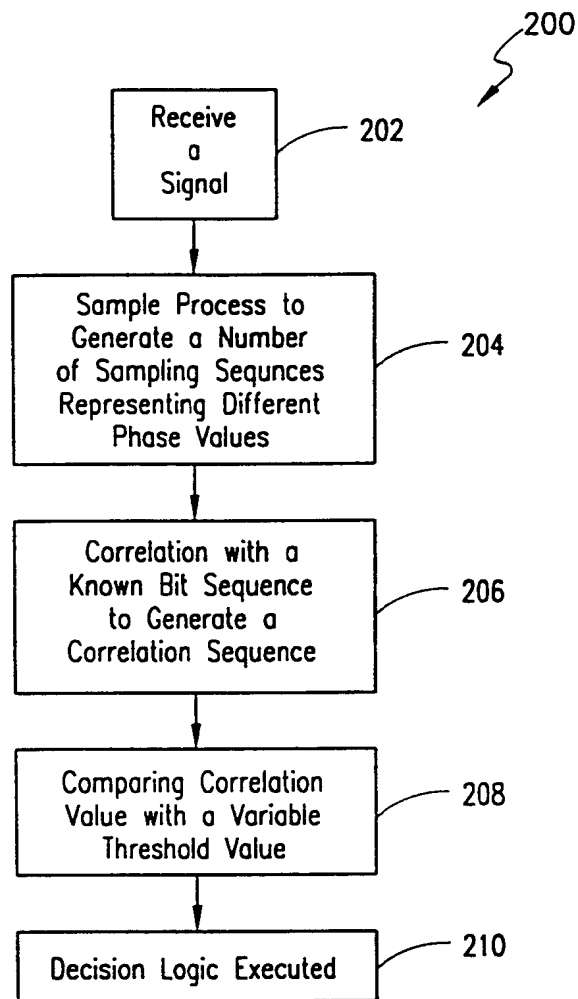 200
Receive
a
Signal
202
Sample Process to
Generate a Number
of Sampling Sequnces
Representing Different
Phase Values
204
Correlation with a
Known Bit Sequence
to Generate a
Correlation Sequence
206
Comparing Correlation
Value with a Variable
Threshold Value
208
Decision Logic Executed
210